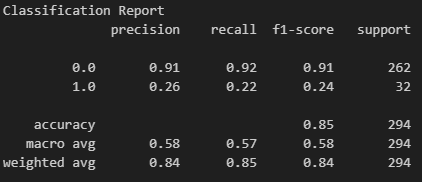 Classification Report
precision recall f1-score support
0.0 0.91 0.92 0.91 262
1.0 0.26 0.22 0.24 32
accuracy 0.85 294
macro avg 0.58 0.57 0.58 294
weighted avg 0.84 0.85 0.84 294